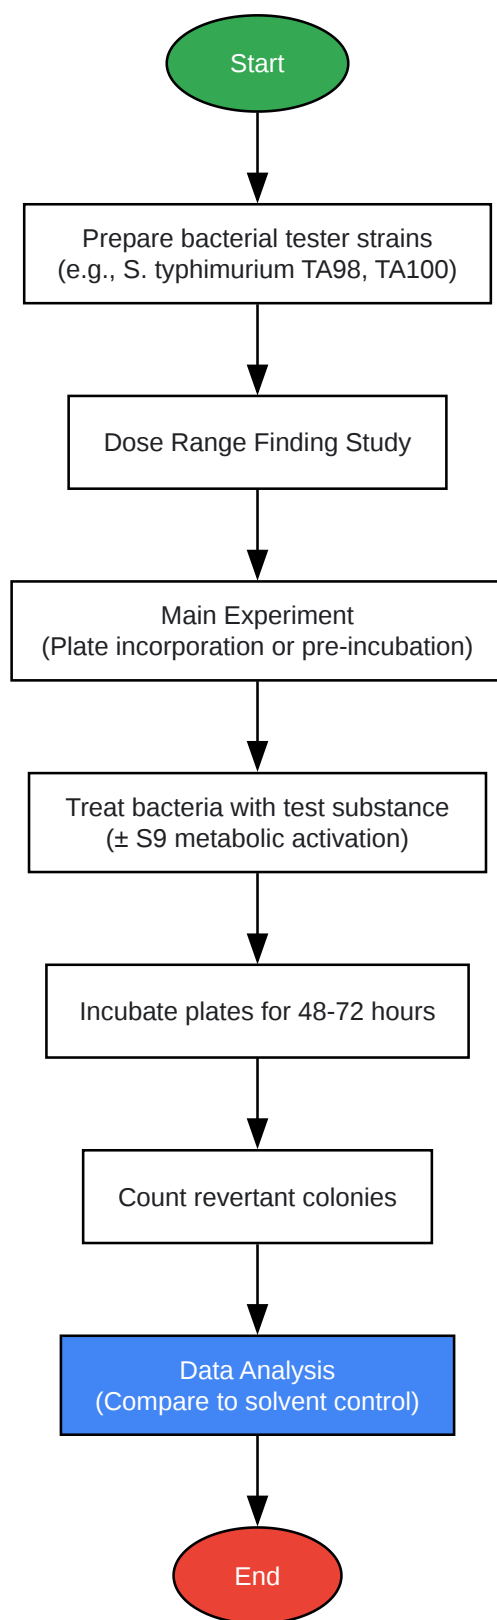 Start
Prepare bacterial tester strains
(e.g., S. typhimurium TA98, TA100)
Dose Range Finding Study
Main Experiment
(Plate incorporation or pre-incubation)
Treat bacteria with test substance
(± S9 metabolic activation)
Incubate plates for 48-72 hours
Count revertant colonies
Data Analysis
(Compare to solvent control)
End